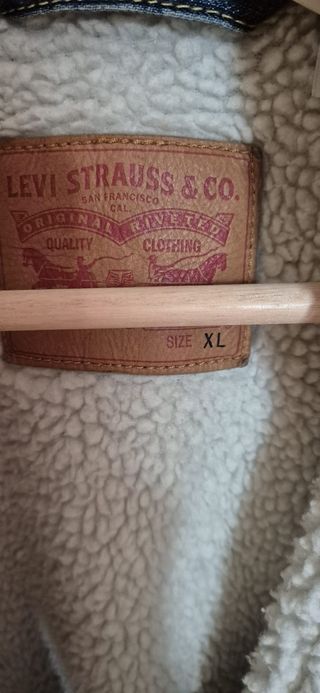 LEVI STRAUSS & CO.
SAN FRANCISCO
CAL.
ORIGINAL RIVETED
QUALITY CLOTHING
SIZE XL